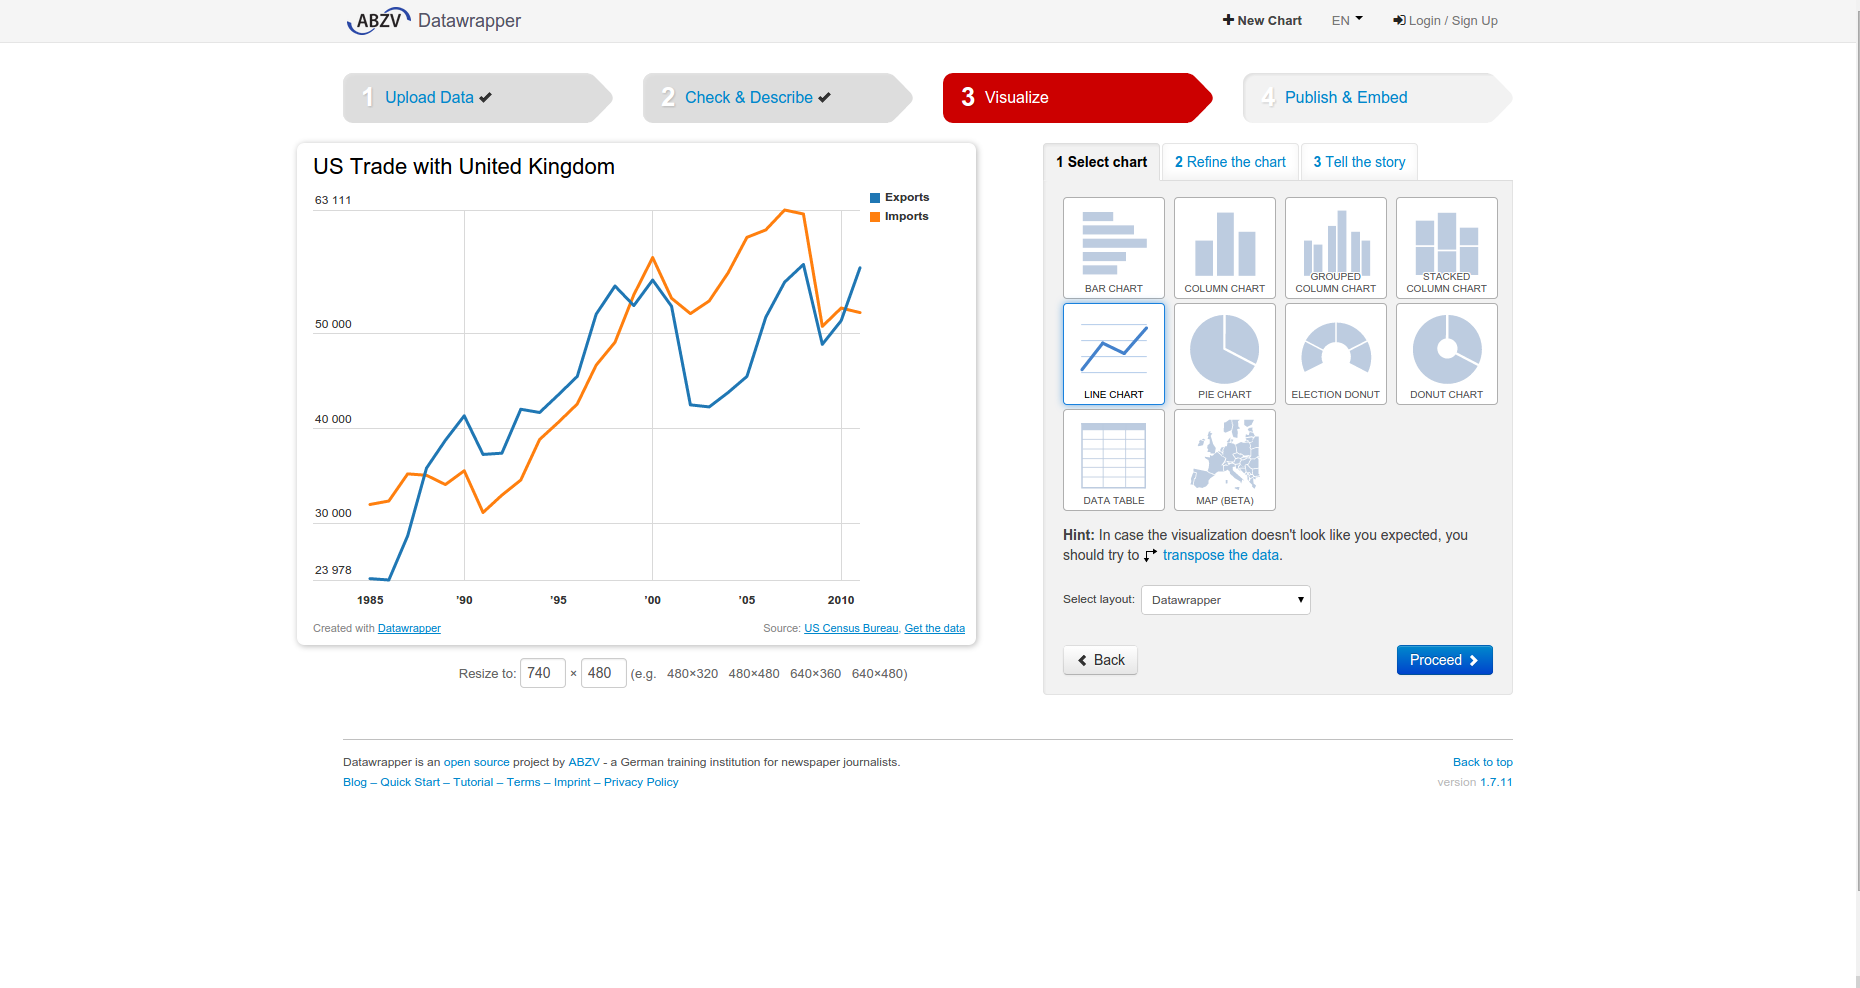 ABZV Datawrapper
New Chart EN Login / Sign Up
1 Upload Data
2 Check & Describe
3 Visualize
4 Publish & Embed
US Trade with United Kingdom
63 111
50 000
40 000
30 000
23 978
1985 ’90 ’95 ’00 ’05 2010
Exports
Imports
Created with Datawrapper
Source: US Census Bureau, Get the data
Resize to: 740 × 480 (e.g. 480×320 480×480 640×360 640×480)
1 Select chart
2 Refine the chart
3 Tell the story
BAR CHART
COLUMN CHART
GROUPED
COLUMN CHART
STACKED
COLUMN CHART
LINE CHART
PIE CHART
ELECTION DONUT
DONUT CHART
DATA TABLE
MAP (BETA)
Hint: In case the visualization doesn't look like you expected, you
should try to transpose the data.
Select layout: Datawrapper
Back
Proceed
Datawrapper is an open source project by ABZV - a German training institution for newspaper journalists.
Blog – Quick Start – Tutorial – Terms – Imprint – Privacy Policy
Back to top
version 1.7.11